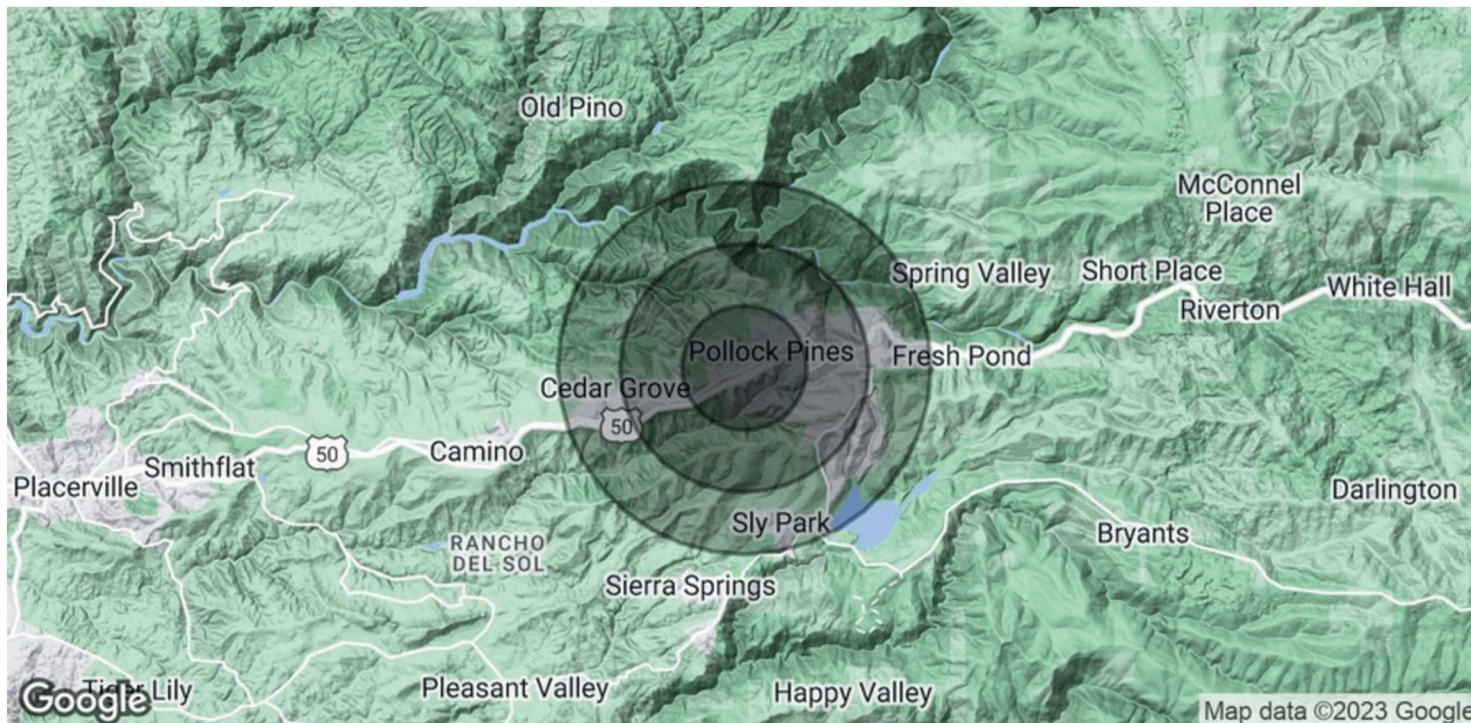 Old Pino
McConnel
Place
Spring Valley
Short Place
White Hall
Riverton
Pollock Pines
Fresh Pond
Cedar Grove
50
50
Camino
Smithflat
Placerville
Darlington
Sly Park
Bryants
RANCHO
DEL SOL
Sierra Springs
Tiger Lily
Google
Pleasant Valley
Happy Valley
Map data ©2023 Google